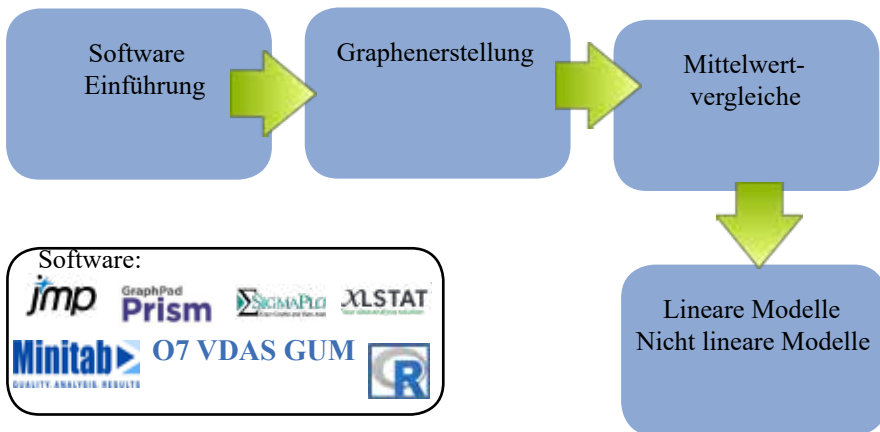 Software
Einführung
Graphenerstellung
Mittelwert-
vergleiche
Lineare Modelle
Nicht lineare Modelle
Software:
jmp
GraphPad
Prism
SIGMAPLOT
XLSTAT
Minitab
QUALITY. ANALYSIS. RESULTS
O7 VDAS GUM
R